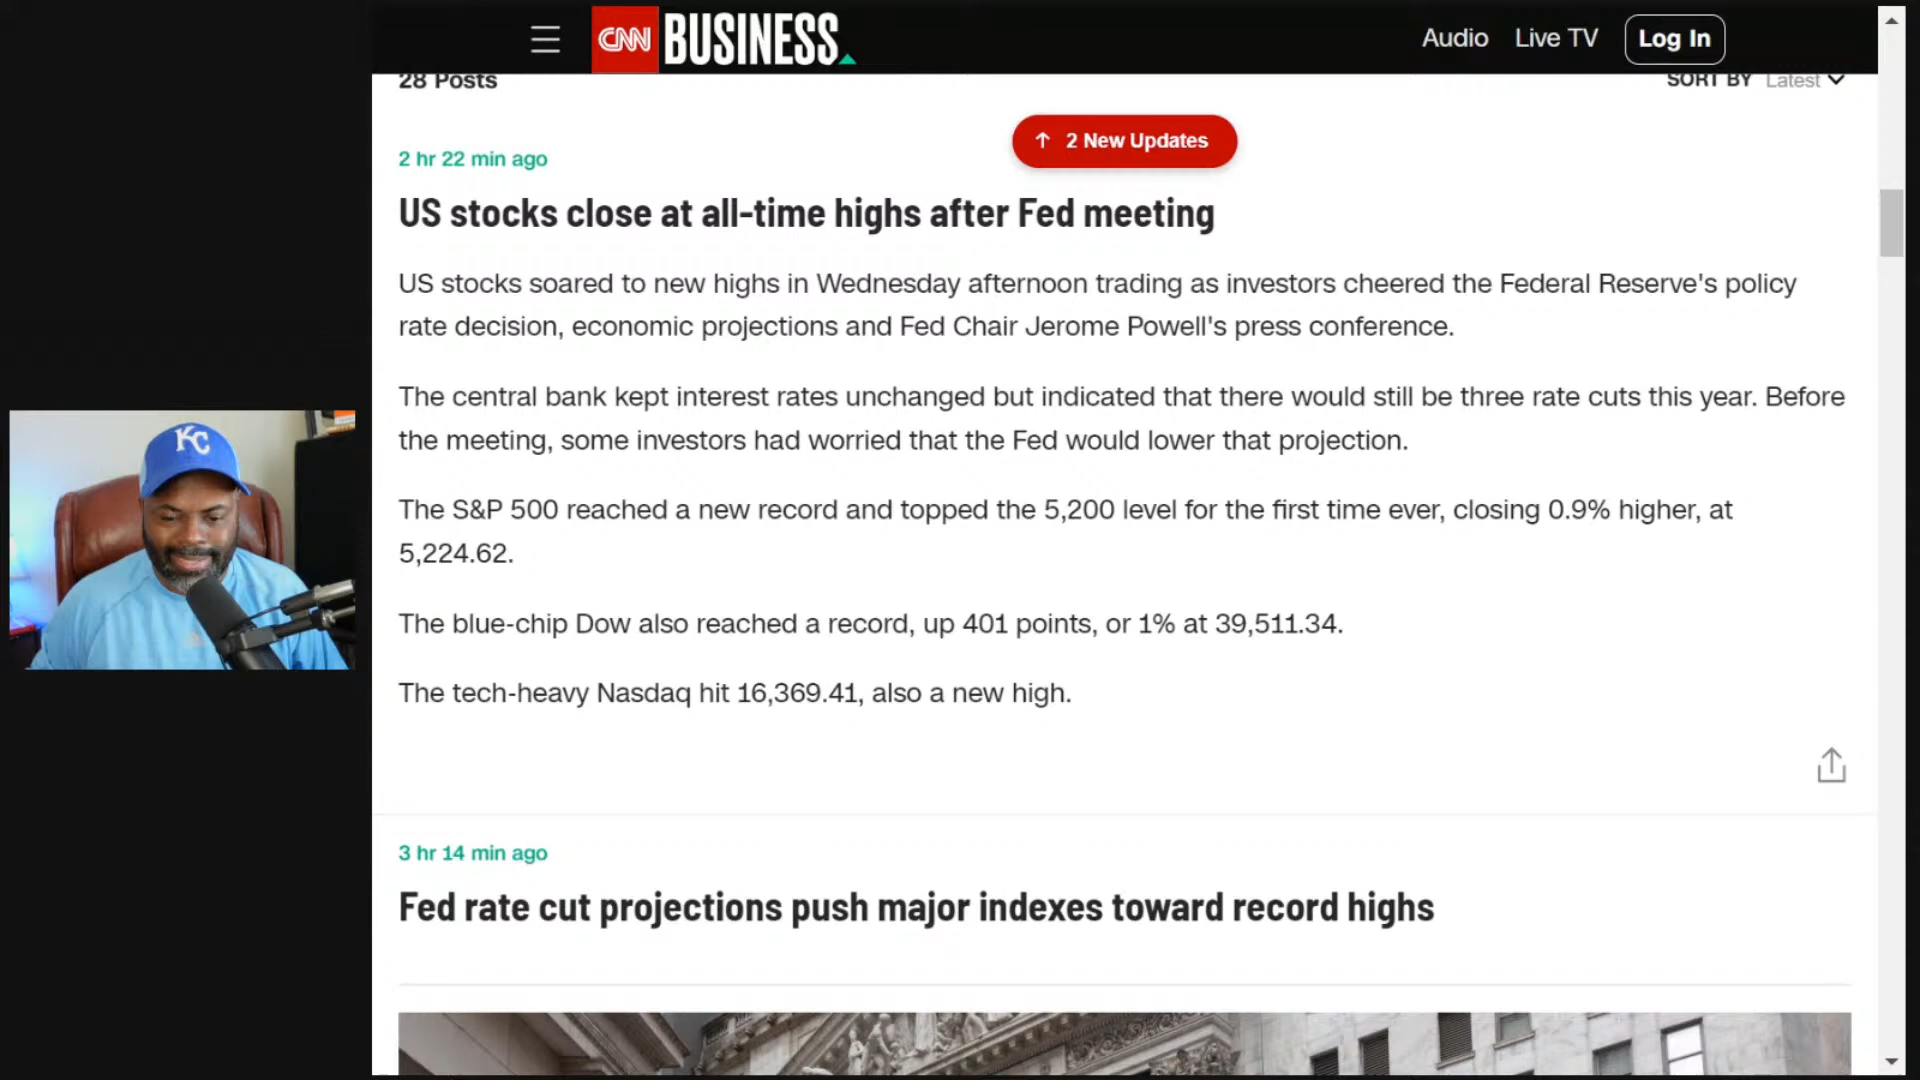 CNN BUSINESS
Audio Live TV Log In
28 Posts
SORT BY Latest
2 New Updates
2 hr 22 min ago
US stocks close at all-time highs after Fed meeting
US stocks soared to new highs in Wednesday afternoon trading as investors cheered the Federal Reserve's policy
rate decision, economic projections and Fed Chair Jerome Powell's press conference.
The central bank kept interest rates unchanged but indicated that there would still be three rate cuts this year. Before
the meeting, some investors had worried that the Fed would lower that projection.
The S&P 500 reached a new record and topped the 5,200 level for the first time ever, closing 0.9% higher, at
5,224.62.
The blue-chip Dow also reached a record, up 401 points, or 1% at 39,511.34.
The tech-heavy Nasdaq hit 16,369.41, also a new high.
KC
3 hr 14 min ago
Fed rate cut projections push major indexes toward record highs